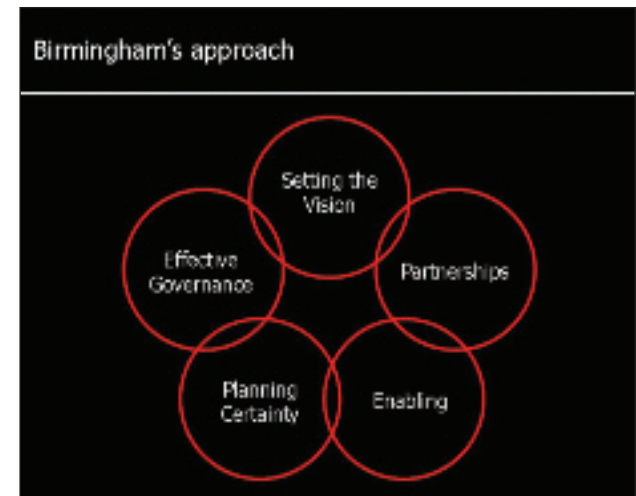 Birmingham's approach
Setting the
Vision
Effective
Governance
Partnerships
Planning
Certainty
Enabling